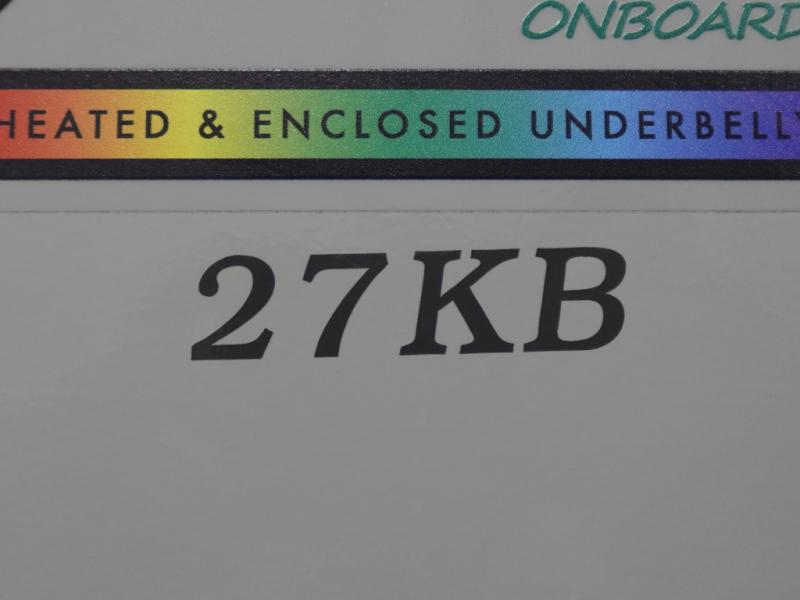 ONBOARD
HEATED & ENCLOSED UNDERBELLY
27KB